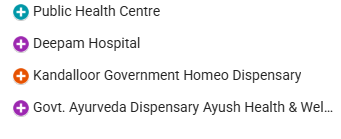 Public Health Centre
Deepam Hospital
Kandalloor Government Homeo Dispensary
Govt. Ayurveda Dispensary Ayush Health & Wel...